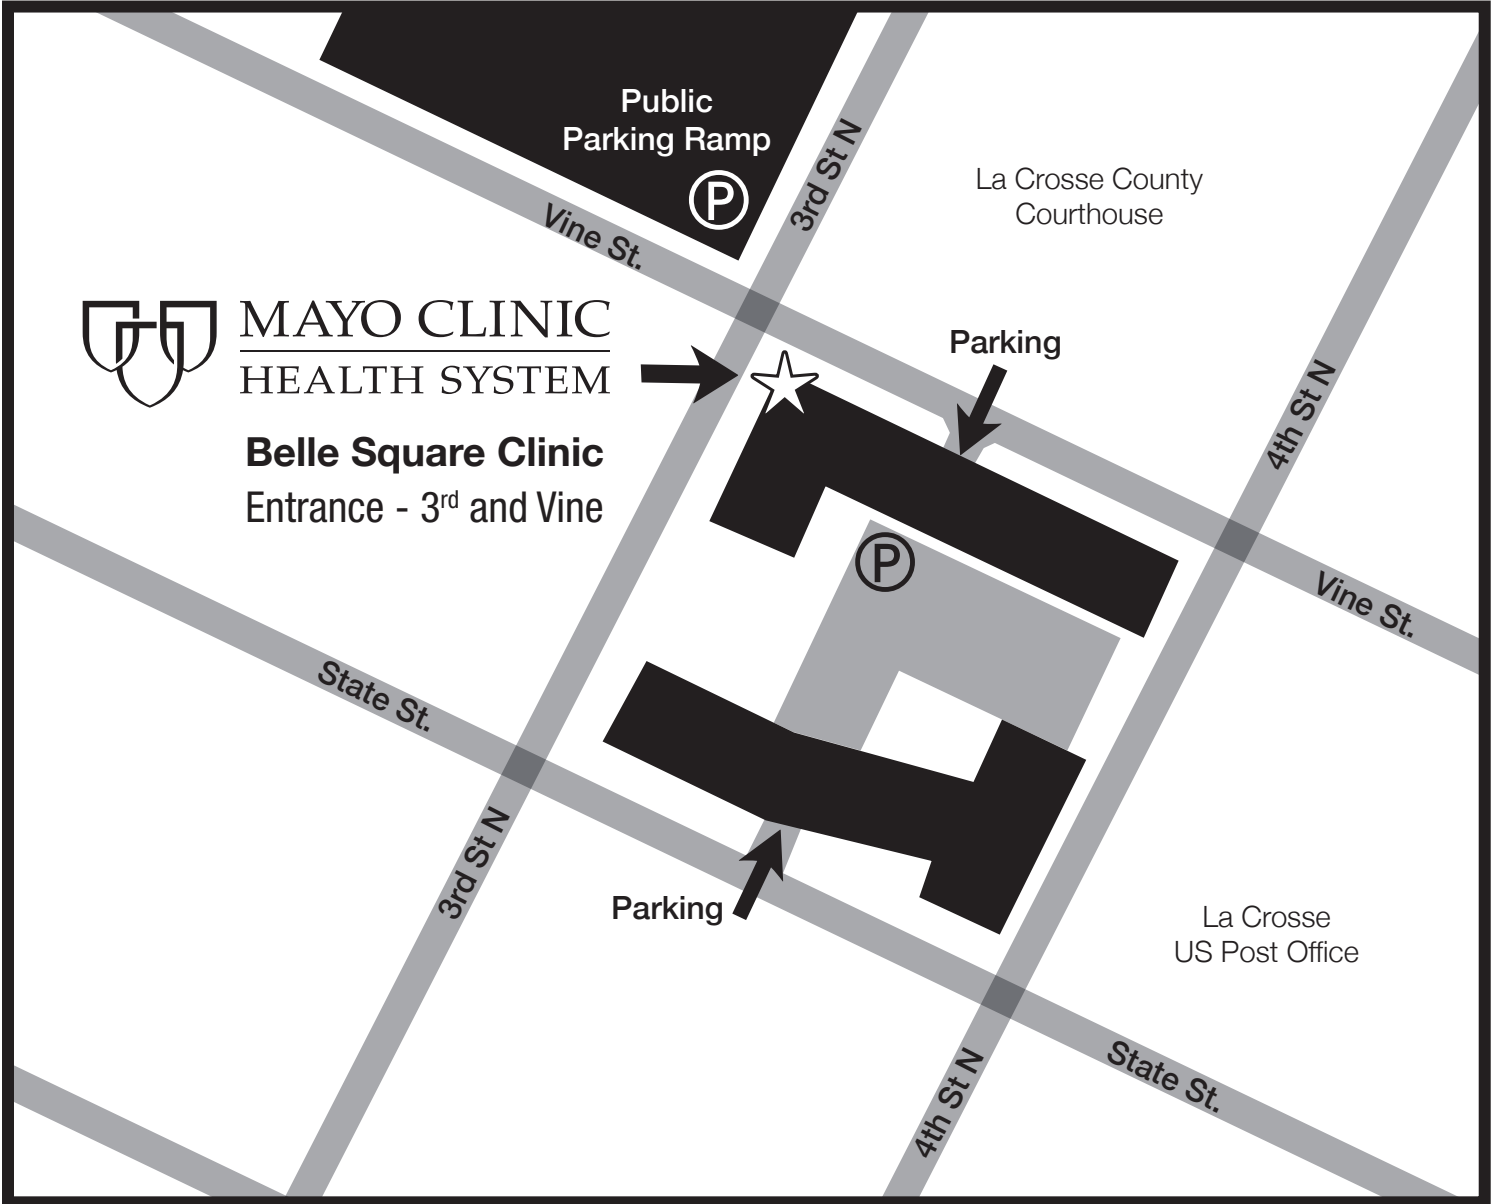 Public
Parking Ramp
P
3rd St N
La Crosse County
Courthouse
Vine St.
MAYO CLINIC
HEALTH SYSTEM
Parking
Belle Square Clinic
Entrance - 3rd and Vine
4th St N
P
Vine St.
State St.
3rd St N
Parking
La Crosse
US Post Office
4th St N
State St.